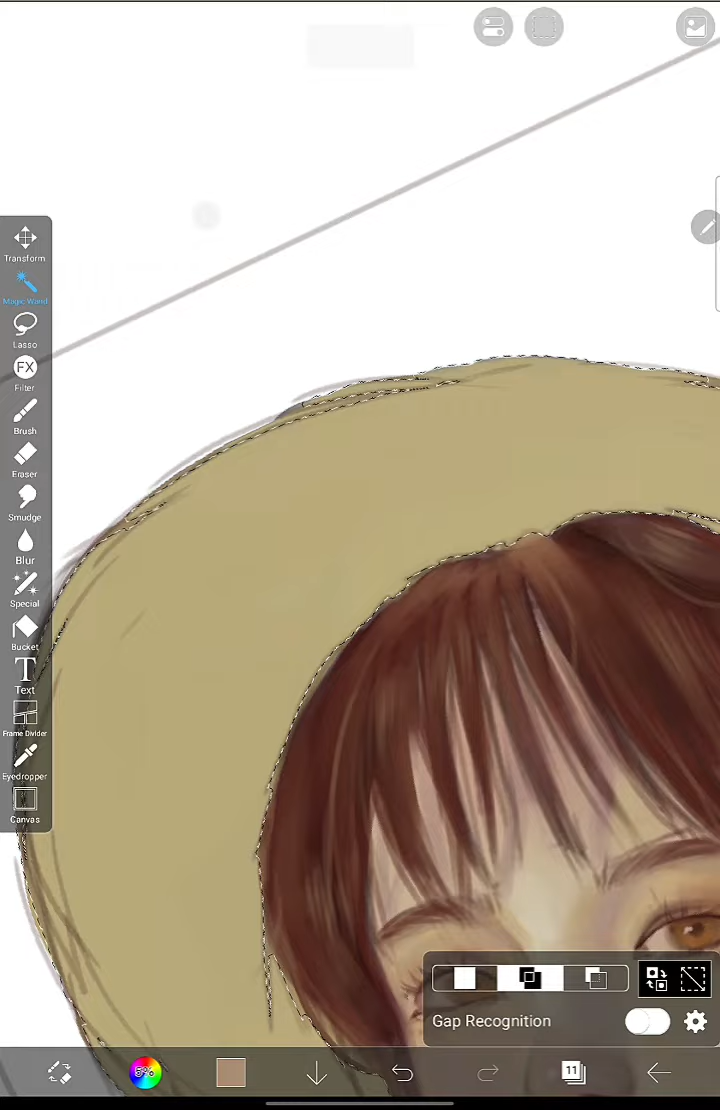 Transform
Magic Wand
Lasso
FX
Filter
Brush
Eraser
Smudge
Blur
Special
Bucket
T
Text
Frame Divider
Eyedropper
Canvas
Gap Recognition
5%
11